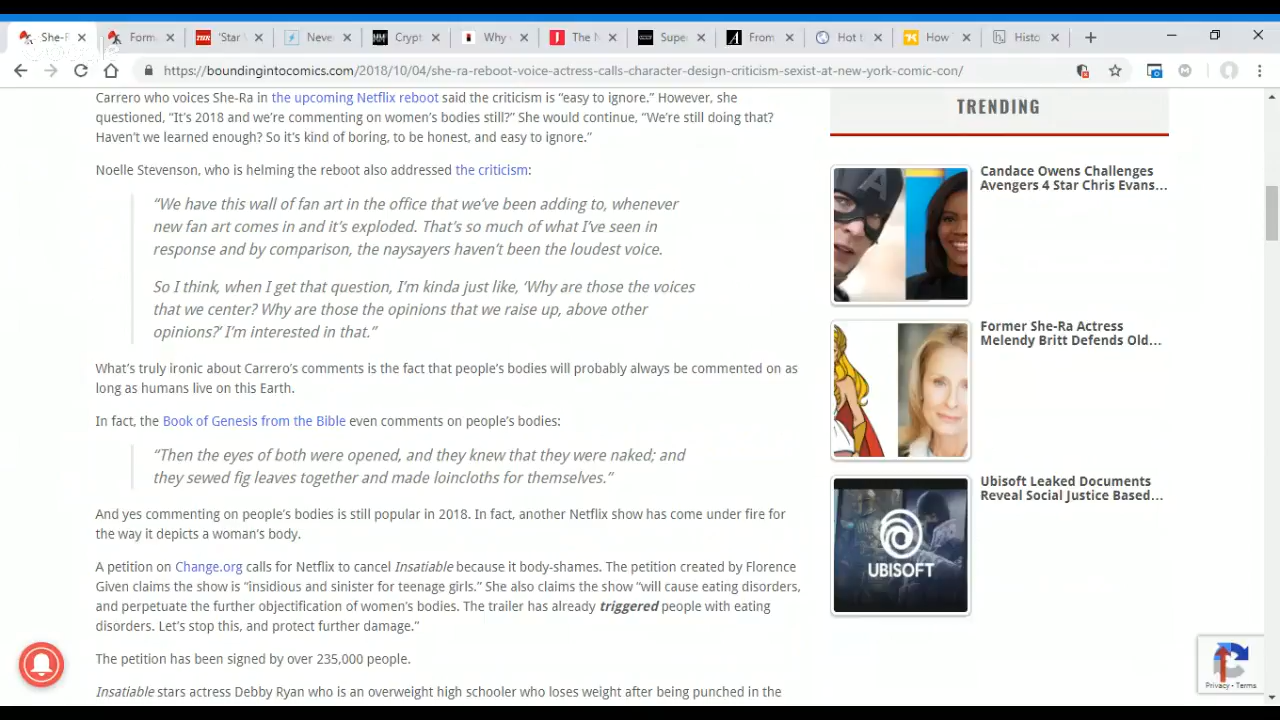 She-R
Form
THR
'Star V
Neve
Crypt
Why
J
The N
Supe
A
From
Hot t
How
Histo
https://boundingintocomics.com/2018/10/04/she-ra-reboot-voice-actress-calls-character-design-criticism-sexist-at-new-york-comic-con/
Carrero who voices She-Ra in the upcoming Netflix reboot said the criticism is “easy to ignore.” However, she
questioned, “It’s 2018 and we’re commenting on women’s bodies still?” She would continue, “We’re still doing that?
Haven’t we learned enough? So it’s kind of boring, to be honest, and easy to ignore.”
Noelle Stevenson, who is helming the reboot also addressed the criticism:
“We have this wall of fan art in the office that we’ve been adding to, whenever
new fan art comes in and it’s exploded. That’s so much of what I’ve seen in
response and by comparison, the naysayers haven’t been the loudest voice.
So I think, when I get that question, I’m kinda just like, ‘Why are those the voices
that we center? Why are those the opinions that we raise up, above other
opinions?’ I’m interested in that.”
What’s truly ironic about Carrero’s comments is the fact that people’s bodies will probably always be commented on as
long as humans live on this Earth.
In fact, the Book of Genesis from the Bible even comments on people’s bodies:
“Then the eyes of both were opened, and they knew that they were naked; and
they sewed fig leaves together and made loincloths for themselves.”
And yes commenting on people’s bodies is still popular in 2018. In fact, another Netflix show has come under fire for
the way it depicts a woman’s body.
A petition on Change.org calls for Netflix to cancel Insatiable because it body-shames. The petition created by Florence
Given claims the show is “insidious and sinister for teenage girls.” She also claims the show “will cause eating disorders,
and perpetuate the further objectification of women’s bodies. The trailer has already triggered people with eating
disorders. Let’s stop this, and protect further damage.”
The petition has been signed by over 235,000 people.
Insatiable stars actress Debby Ryan who is an overweight high schooler who loses weight after being punched in the
TRENDING
Candace Owens Challenges
Avengers 4 Star Chris Evans...
Former She-Ra Actress
Melendy Britt Defends Old...
Ubisoft Leaked Documents
Reveal Social Justice Based...
UBISOFT
Privacy - Terms